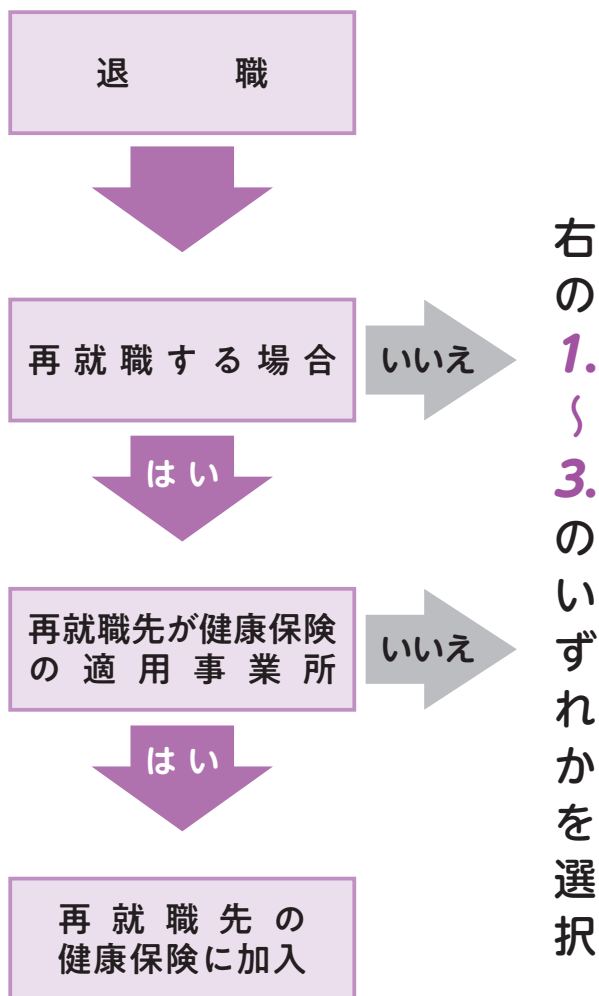 退職
再就職する場合
いいえ
はい
再就職先が健康保険
の適用事業所
いいえ
はい
再就職先の
健康保険に加入
右の1.〜3.のいずれかを選択